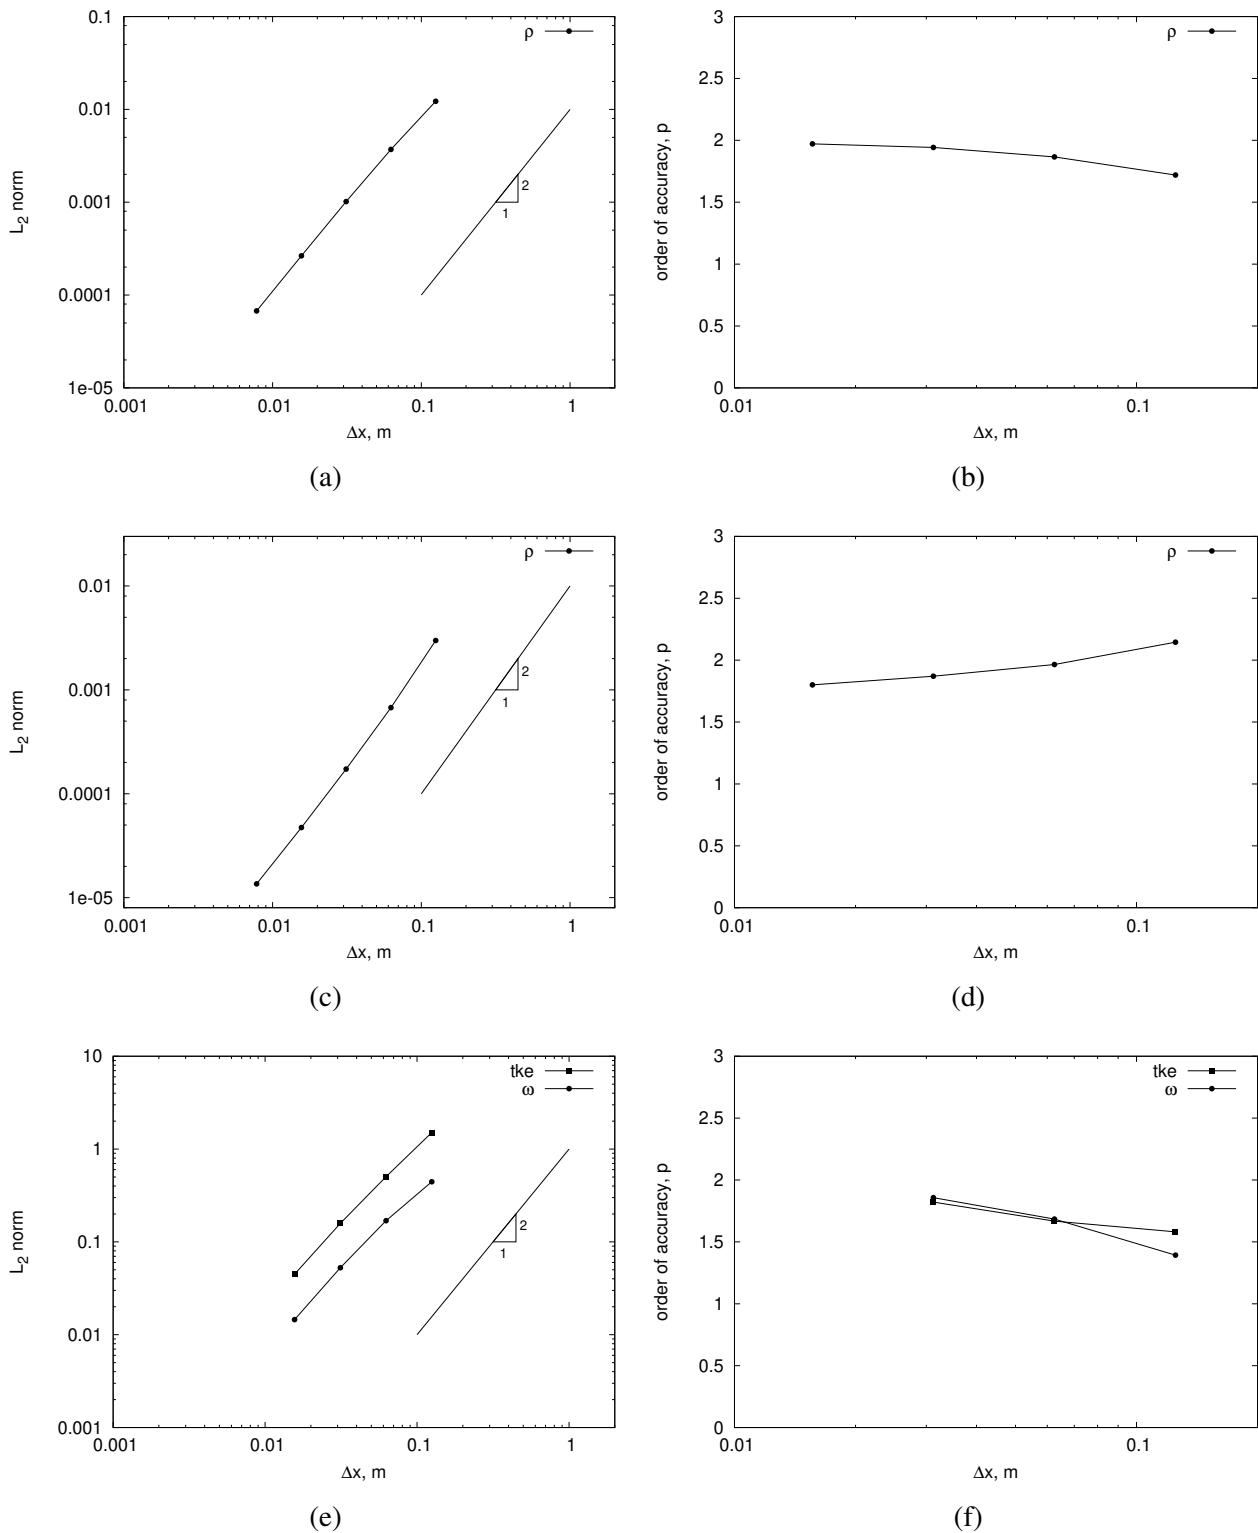 0.1
0.01
0.001
0.0001
1e-05
0.001 0.01 0.1 1
L2 norm
Δx, m
ρ
2
1
(a)
3
2.5
2
1.5
1
0.5
0
0.01 0.1
order of accuracy, p
Δx, m
ρ
(b)
0.01
0.001
0.0001
1e-05
0.001 0.01 0.1 1
L2 norm
Δx, m
ρ
2
1
(c)
3
2.5
2
1.5
1
0.5
0
0.01 0.1
order of accuracy, p
Δx, m
ρ
(d)
10
1
0.1
0.01
0.001
0.001 0.01 0.1 1
L2 norm
Δx, m
tke
ω
2
1
(e)
3
2.5
2
1.5
1
0.5
0
0.01 0.1
order of accuracy, p
Δx, m
tke
ω
(f)